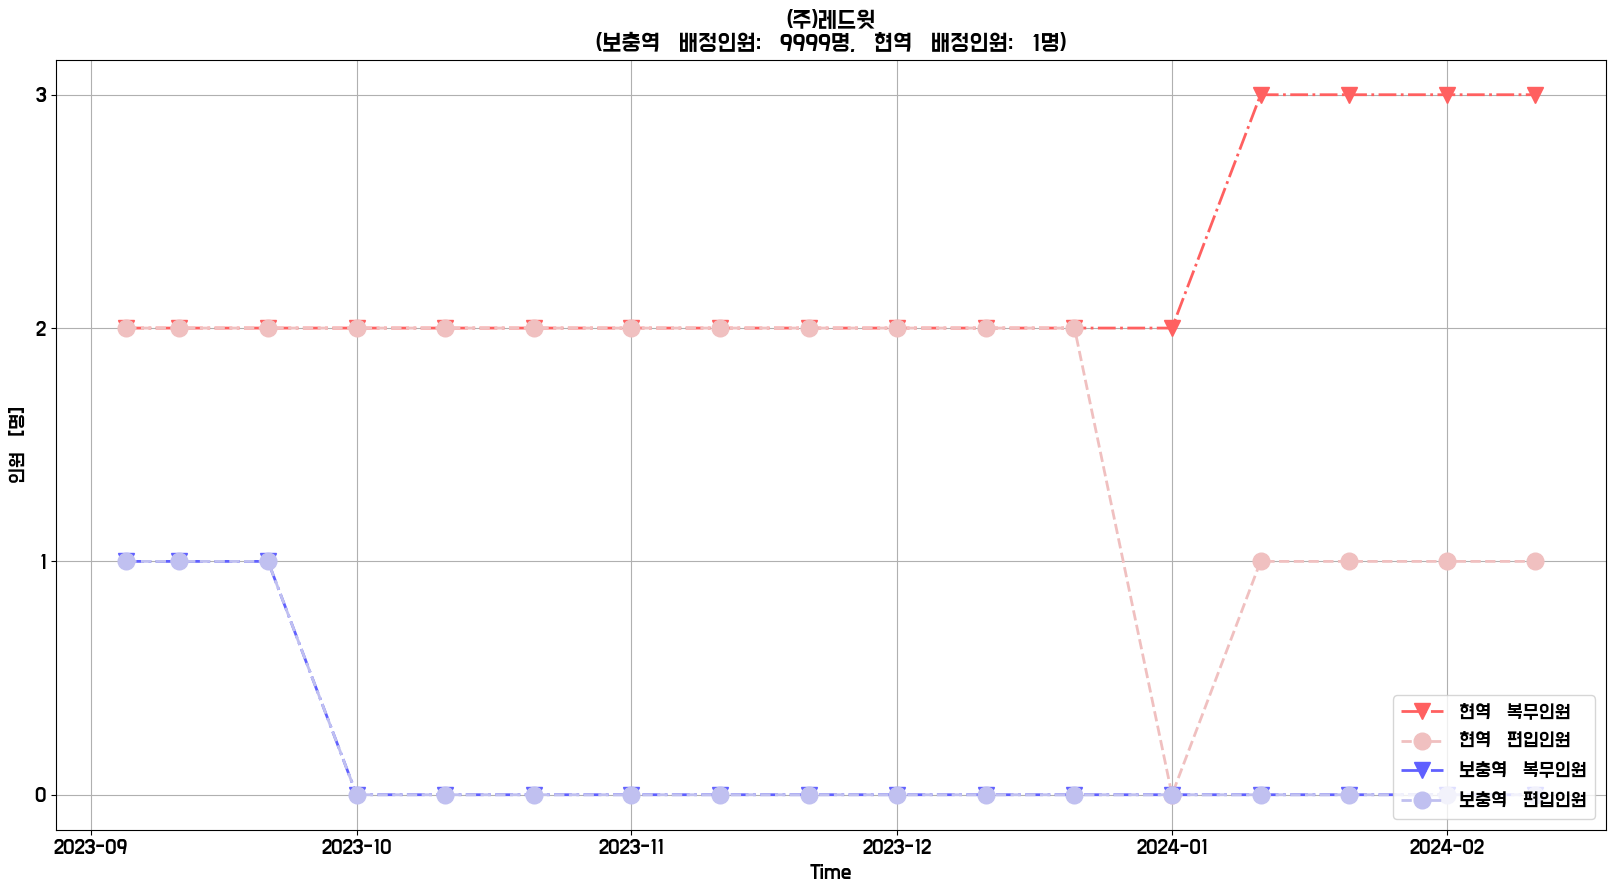 (주)레드윗
(보충역 배정인원: 9999명, 현역 배정인원: 1명)
인원 [명]
3
2
1
0
현역 복무인원
현역 편입인원
보충역 복무인원
보충역 편입인원
2023-09 2023-10 2023-11 2023-12 2024-01 2024-02
Time